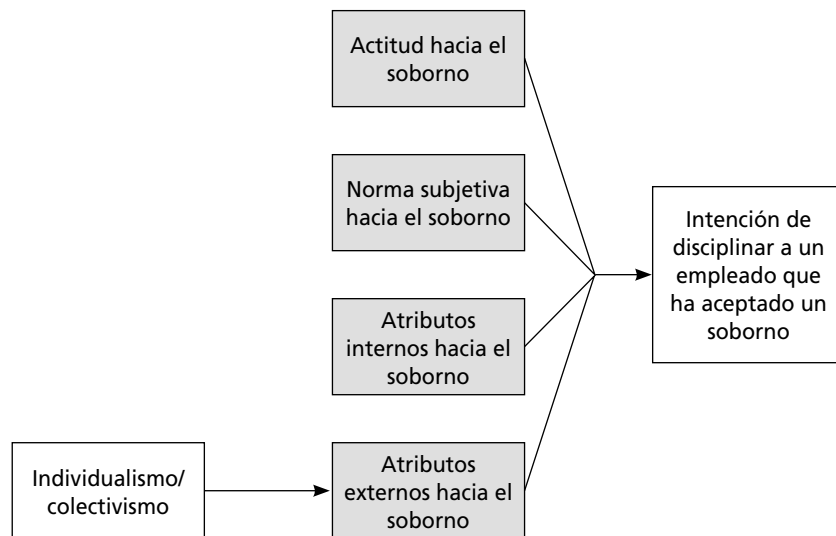 Actitud hacia el
soborno
Norma subjetiva
hacia el soborno
Intención de
disciplinar a un
empleado que
ha aceptado un
soborno
Atributos
internos hacia el
soborno
Individualismo/
colectivismo
Atributos
externos hacia el
soborno